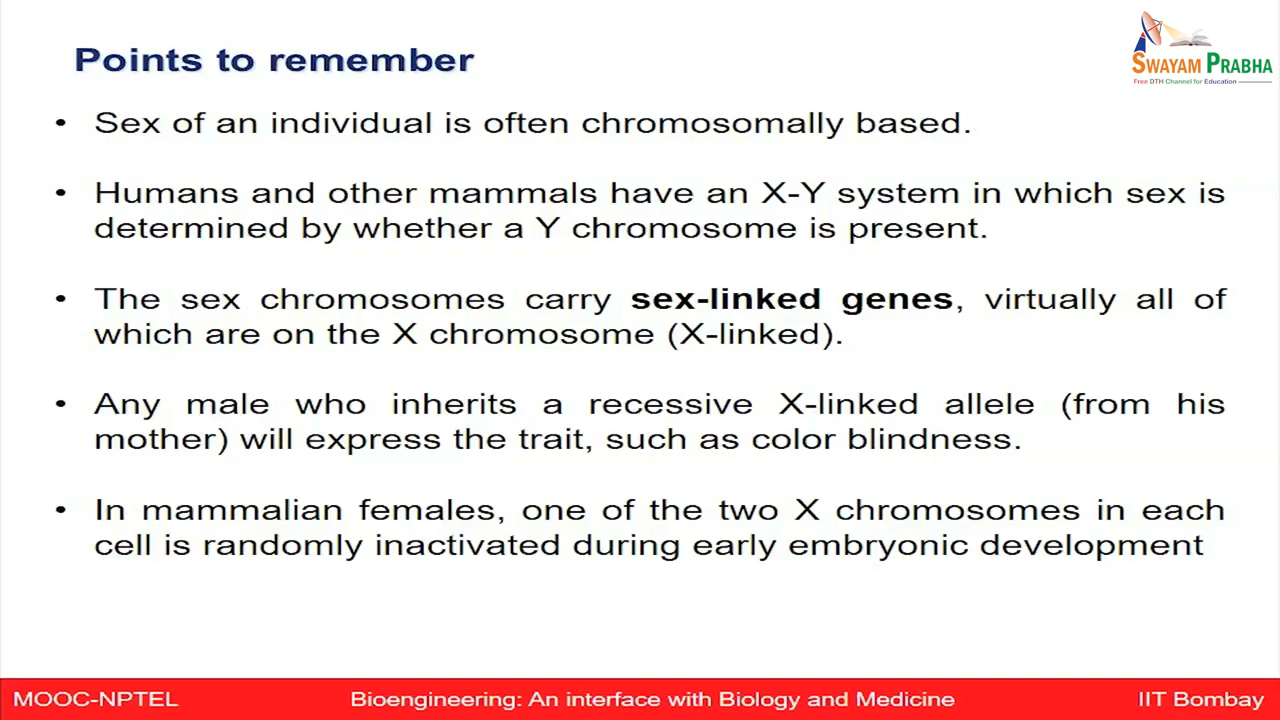 Points to remember
SWAYAM PRABHA
Free DTH Channel for Education
• Sex of an individual is often chromosomally based.
• Humans and other mammals have an X-Y system in which sex is
determined by whether a Y chromosome is present.
• The sex chromosomes carry sex-linked genes, virtually all of
which are on the X chromosome (X-linked).
• Any male who inherits a recessive X-linked allele (from his
mother) will express the trait, such as color blindness.
• In mammalian females, one of the two X chromosomes in each
cell is randomly inactivated during early embryonic development
MOOC-NPTEL Bioengineering: An interface with Biology and Medicine IIT Bombay